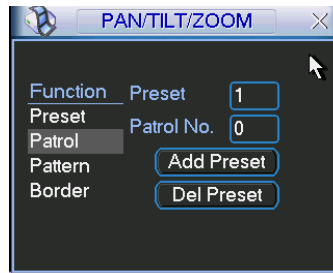 PAN/TILT/ZOOM
Function
Preset
Patrol
Pattern
Border
Preset 1
Patrol No. 0
Add Preset
Del Preset